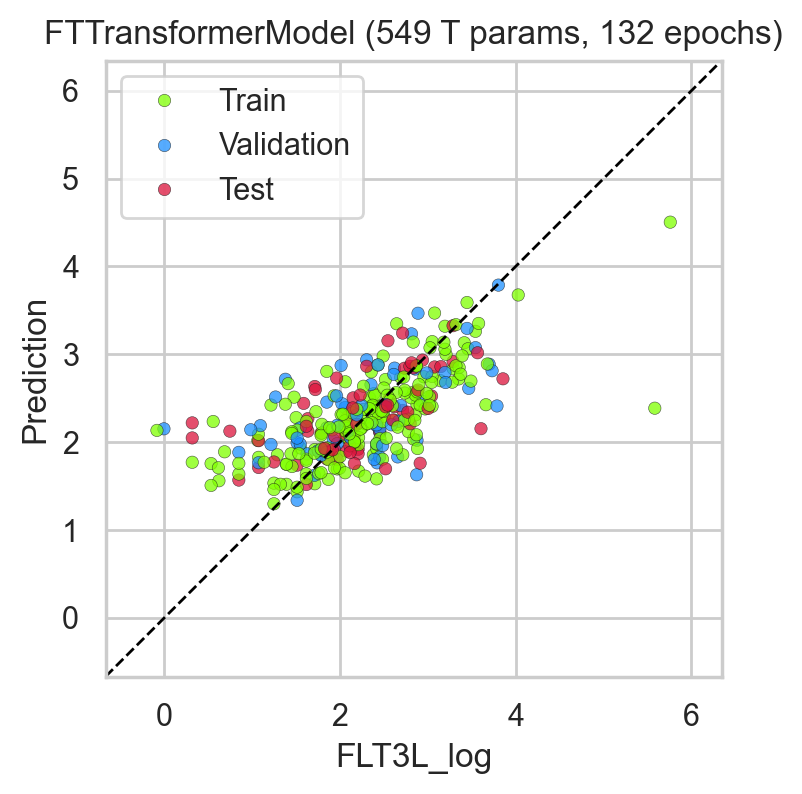 FTTransformerModel (549 T params, 132 epochs)
Train
Validation
Test
6
5
4
3
2
1
0
Prediction
0 2 4 6
FLT3L_log